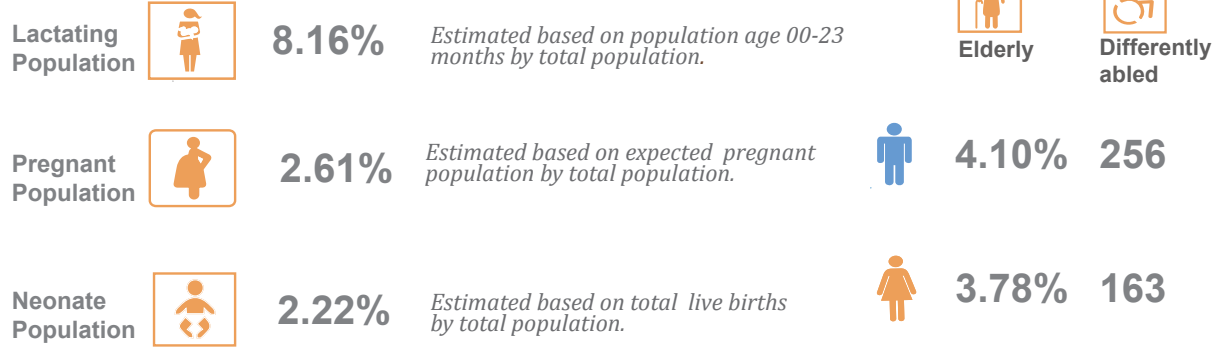 Lactating
Population
8.16%
Estimated based on population age 00-23
months by total population.
Elderly
Differently
abled
Pregnant
Population
2.61%
Estimated based on expected pregnant
population by total population.
4.10%
256
Neonate
Population
2.22%
Estimated based on total live births
by total population.
3.78%
163